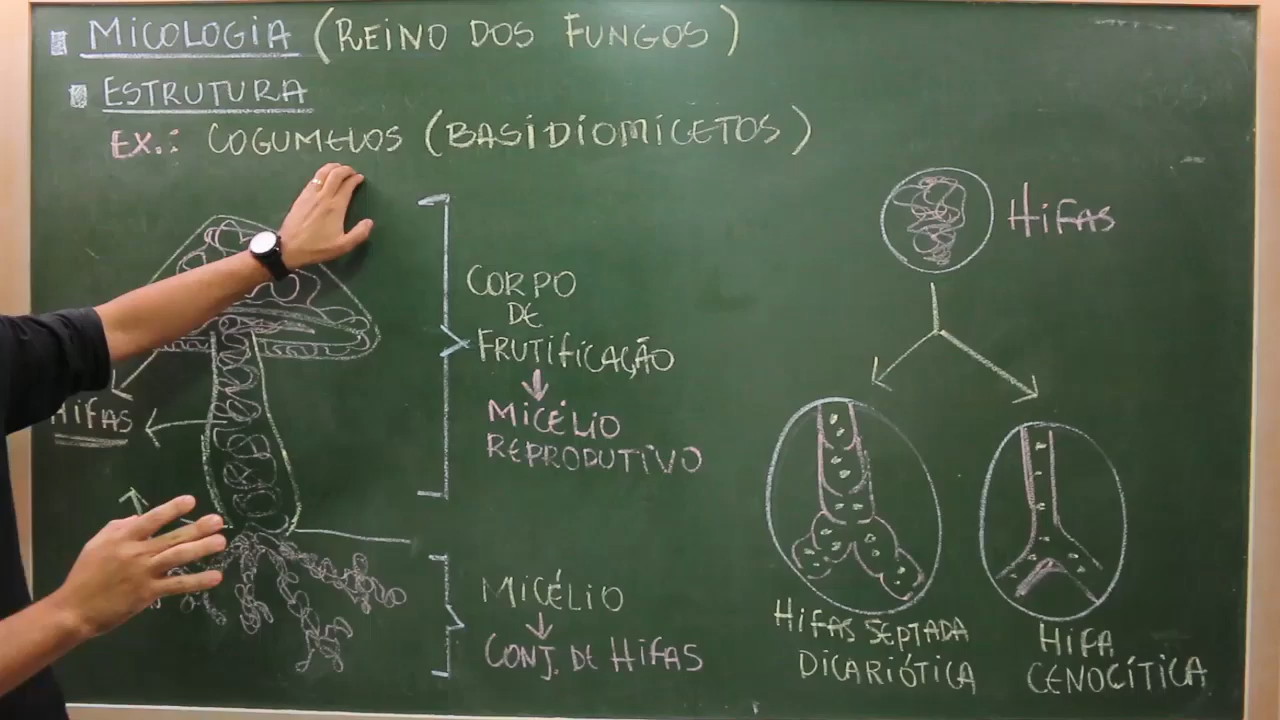 MICOLOGIA (REINO DOS FUNGOS)
ESTRUTURA
EX.: COGUMELOS (BASIDIOMICETOS)
HIFAS
CORPO
DE
FRUTIFICAÇÃO
MICÉLIO
REPRODUTIVO
HIFAS
MICÉLIO
CONJ. DE HIFAS
HIFAS SEPTADA
DICARIÓTICA
HIFA
CENOCÍTICA